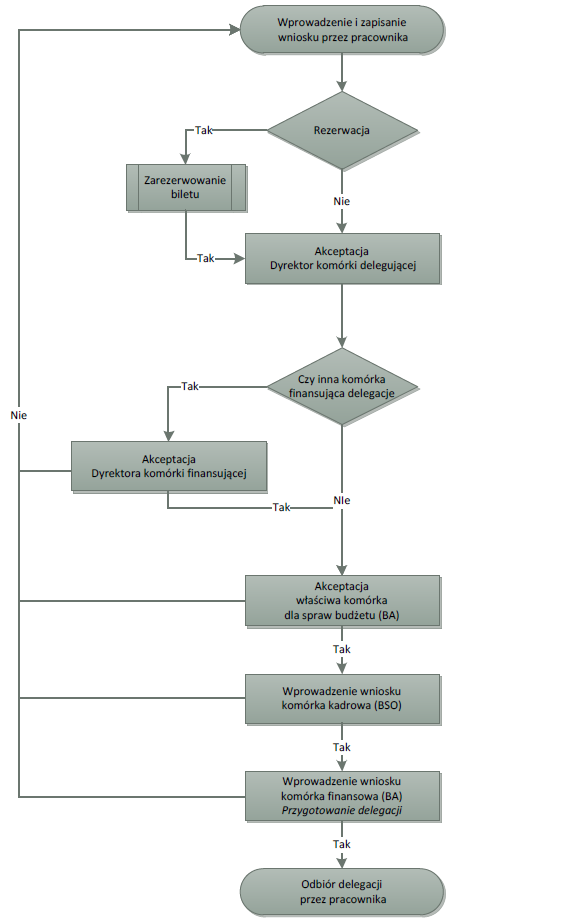 Wprowadzenie i zapisanie
wniosku przez pracownika
Rezerwacja
Tak
Zarezerwowanie
biletu
Nie
Tak
Akceptacja
Dyrektor komórki delegującej
Czy inna komórka
finansująca delegacje
Tak
Nie
Akceptacja
Dyrektora komórki finansującej
Tak
NIe
Akceptacja
właściwa komórka
dla spraw budżetu (BA)
Tak
Wprowadzenie wniosku
komórka kadrowa (BSO)
Tak
Wprowadzenie wniosku
komórka finansowa (BA)
Przygotowanie delegacji
Tak
Odbiór delegacji
przez pracownika